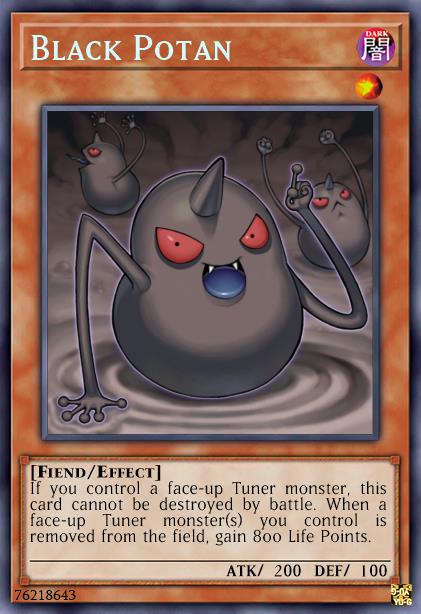 Black Potan
DARK
闇
[Fiend/Effect]
If you control a face-up Tuner monster, this
card cannot be destroyed by battle. When a
face-up Tuner monster(s) you control is
removed from the field, gain 800 Life Points.
ATK/ 200 DEF/ 100
76218643